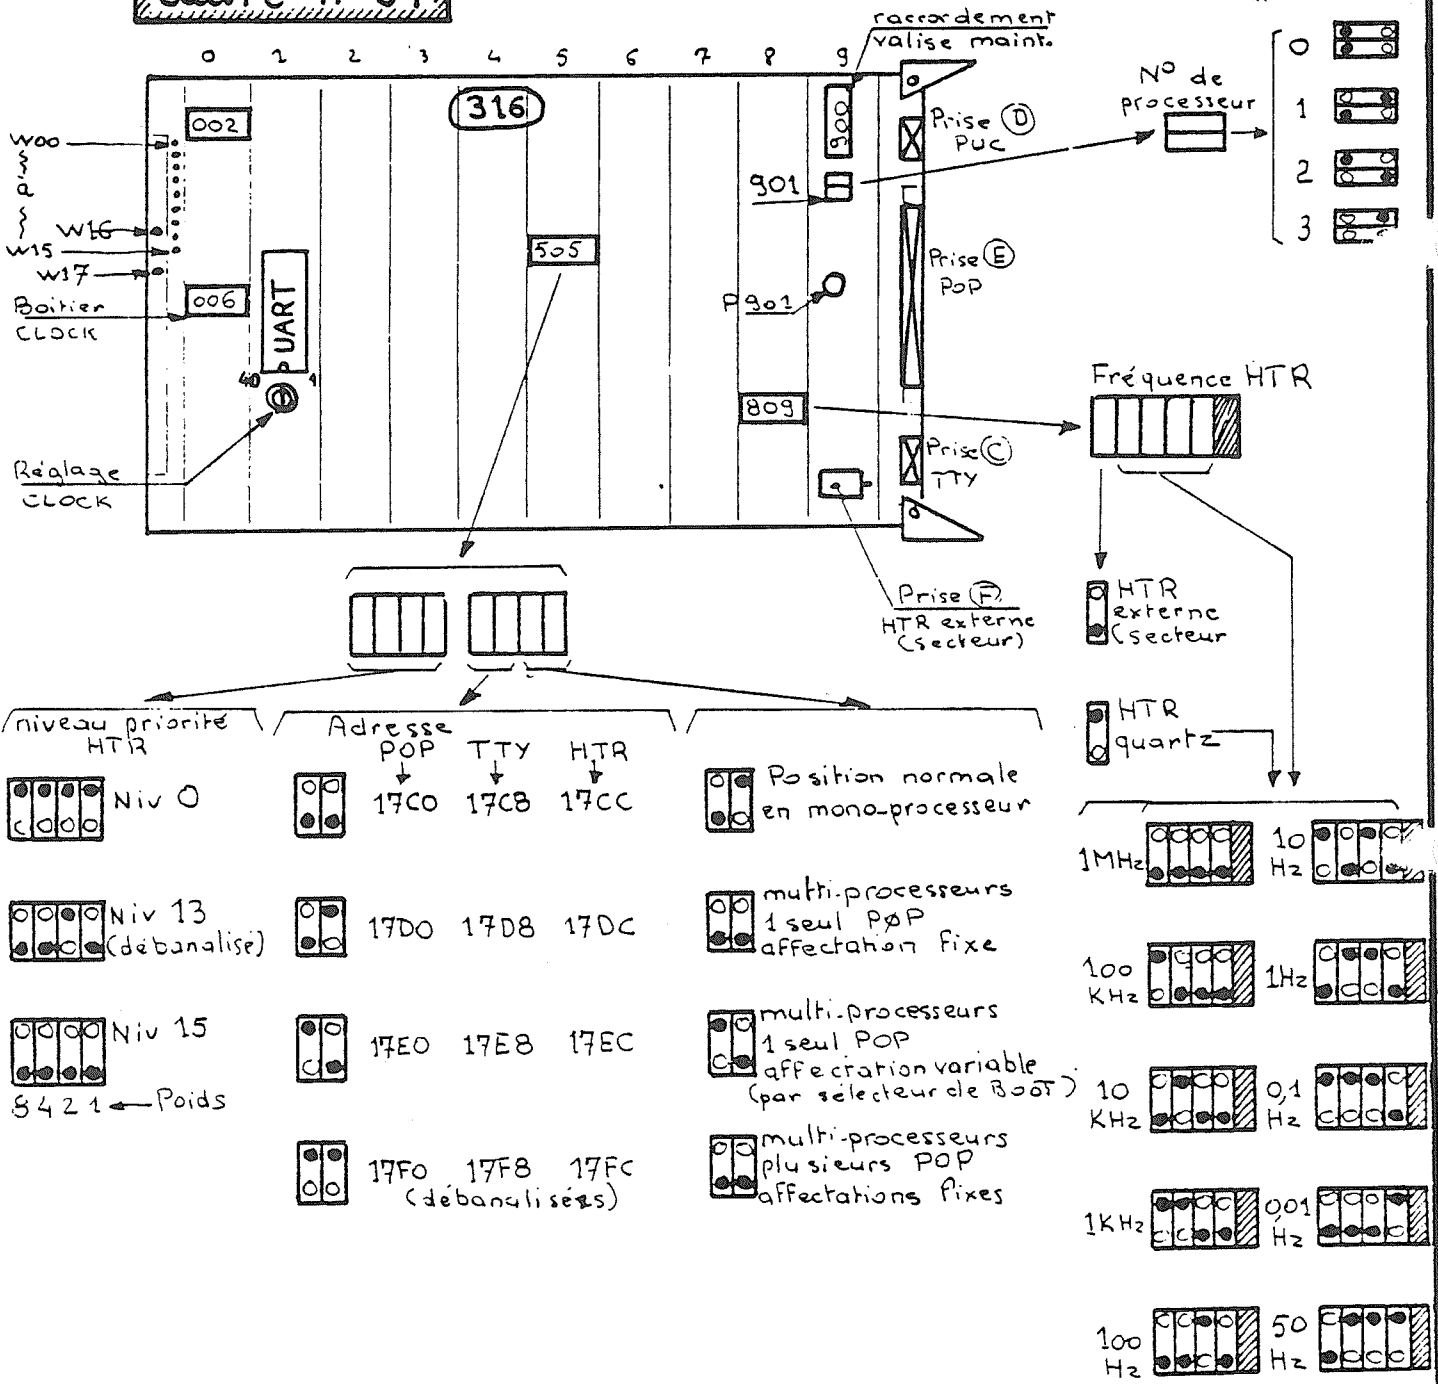 raccordement
valise maint.
0 1 2 3 4 5 6 7 8 9
316
002
W00
à
W16
W15
W17
Boitier
CLOCK
006
UART
40 1
Réglage
CLOCK
505
900
901
P901
809
Prise D
PUC
Prise E
POP
Prise C
TTY
Prise F
HTR externe
(secteur)
N° de
processeur
0
1
2
3
Fréquence HTR
HTR
externe
(secteur
HTR
quartz
niveau priorité
HTR
Niv 0
Niv 13
(débanalisé)
Niv 15
8 4 2 1 Poids
Adresse
POP TTY HTR
17C0 17C8 17CC
17D0 17D8 17DC
17E0 17E8 17EC
17F0 17F8 17FC
(débanalisées)
Position normale
en mono-processeur
multi-processeurs
1 seul PØP
affectation fixe
multi-processeurs
1 seul POP
affectation variable
(par sélecteur de BOOT)
multi-processeurs
plusieurs POP
affectations fixes
1MHz
10
Hz
100
KHz
1Hz
10
KHz
0,1
Hz
1KHz
0,01
Hz
100
Hz
50
Hz